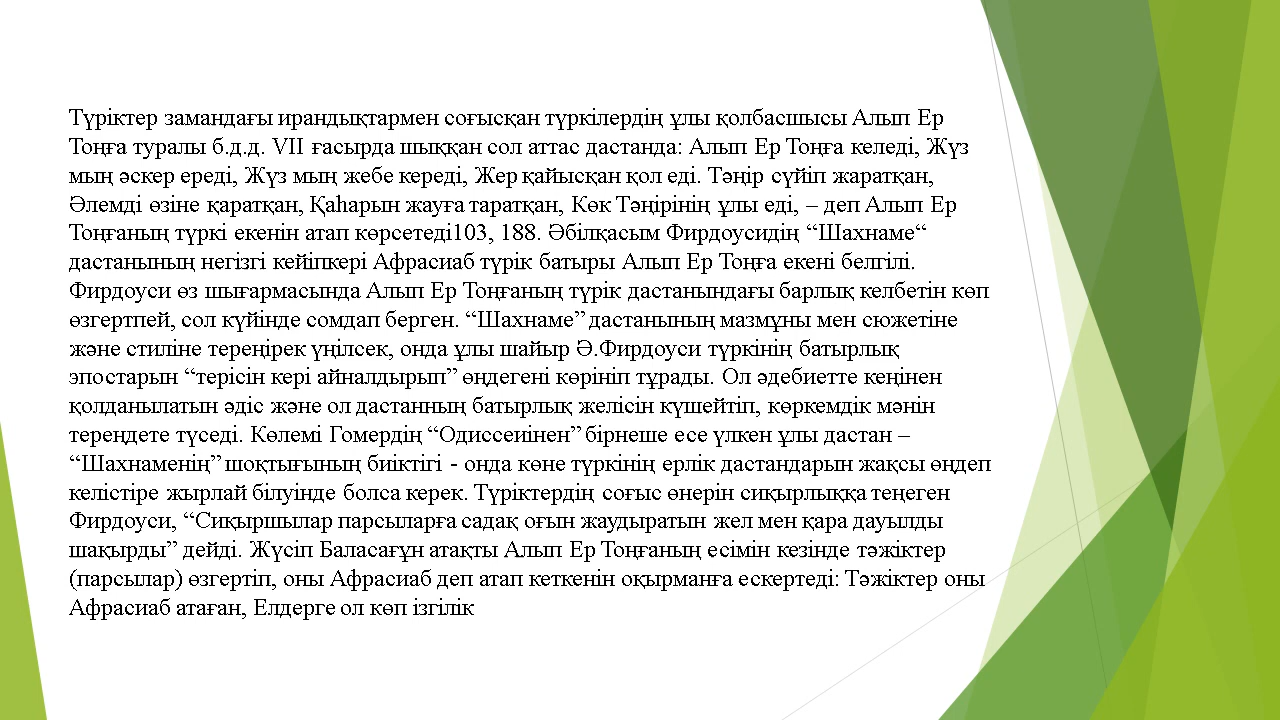 Түріктер замандағы ирандықтармен соғысқан түркілердің ұлы қолбасшысы Алып Ер
Тоңға туралы б.д.д. VII ғасырда шыққан сол аттас дастанда: Алып Ер Тоңға келеді, Жүз
мың әскер ереді, Жүз мың жебе кереді, Жер қайысқан қол еді. Тәңір сүйіп жаратқан,
Әлемді өзіне қаратқан, Қаһарын жауға таратқан, Көк Тәңірінің ұлы еді, – деп Алып Ер
Тоңғаның түркі екенін атап көрсетеді103, 188. Әбілқасым Фирдоусидің “Шахнаме“
дастанының негізгі кейіпкері Афрасиаб түрік батыры Алып Ер Тоңға екені белгілі.
Фирдоуси өз шығармасында Алып Ер Тоңғаның түрік дастанындағы барлық келбетін көп
өзгертпей, сол күйінде сомдап берген. “Шахнаме” дастанының мазмұны мен сюжетіне
және стиліне тереңірек үңілсек, онда ұлы шайыр Ә.Фирдоуси түркінің батырлық
эпостарын “терісін кері айналдырып” өңдегені көрініп тұрады. Ол әдебиетте кеңінен
қолданылатын әдіс және ол дастанның батырлық желісін күшейтіп, көркемдік мәнін
тереңдете түседі. Көлемі Гомердің “Одиссеиінен” бірнеше есе үлкен ұлы дастан –
“Шахнаменің” шоқтығының биіктігі - онда көне түркінің ерлік дастандарын жақсы өңдеп
келістіре жырлай білуінде болса керек. Түріктердің соғыс өнерін сиқырлыққа теңеген
Фирдоуси, “Сиқыршылар парсыларға садақ оғын жаудыратын жел мен қара дауылды
шақырды” дейді. Жүсіп Баласағұн атақты Алып Ер Тоңғаның есімін кезінде тәжіктер
(парсылар) өзгертіп, оны Афрасиаб деп атап кеткенін оқырманға ескертеді: Тәжіктер оны
Афрасиаб атаған, Елдерге ол көп ізгілік